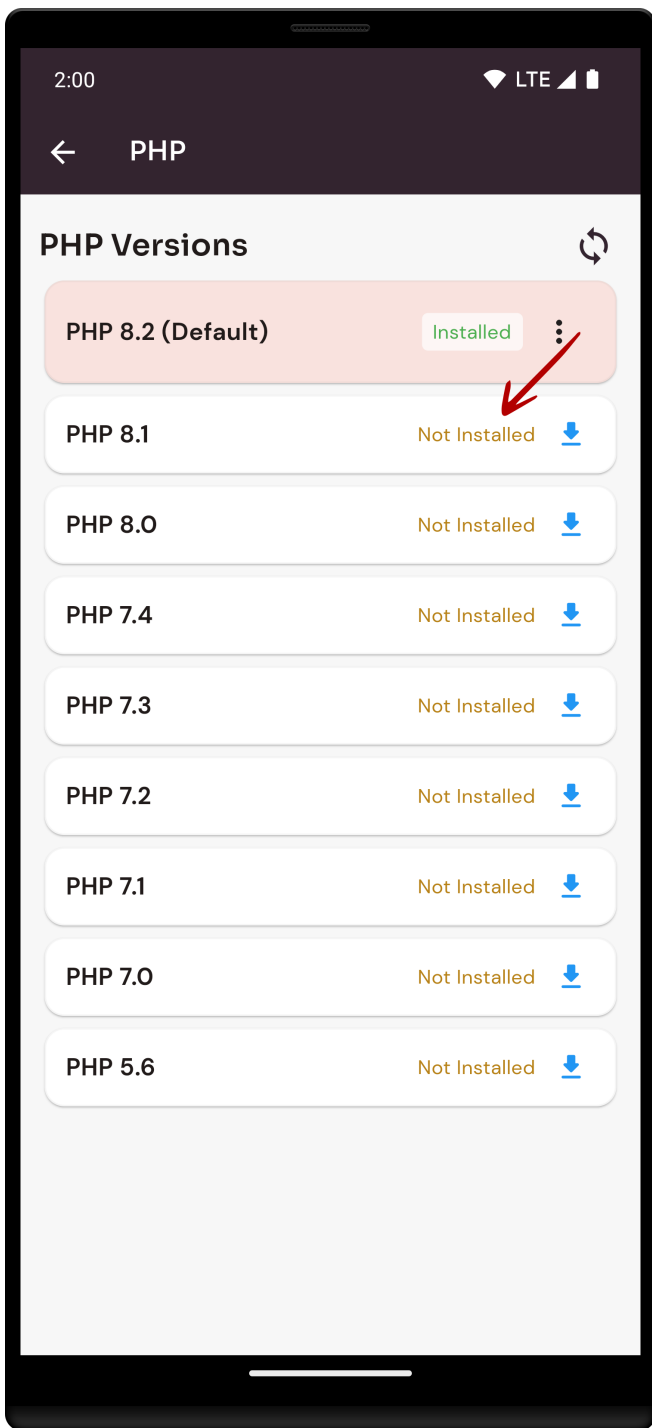 2:00 LTE
PHP
PHP Versions
PHP 8.2 (Default) Installed
PHP 8.1 Not Installed
PHP 8.0 Not Installed
PHP 7.4 Not Installed
PHP 7.3 Not Installed
PHP 7.2 Not Installed
PHP 7.1 Not Installed
PHP 7.0 Not Installed
PHP 5.6 Not Installed